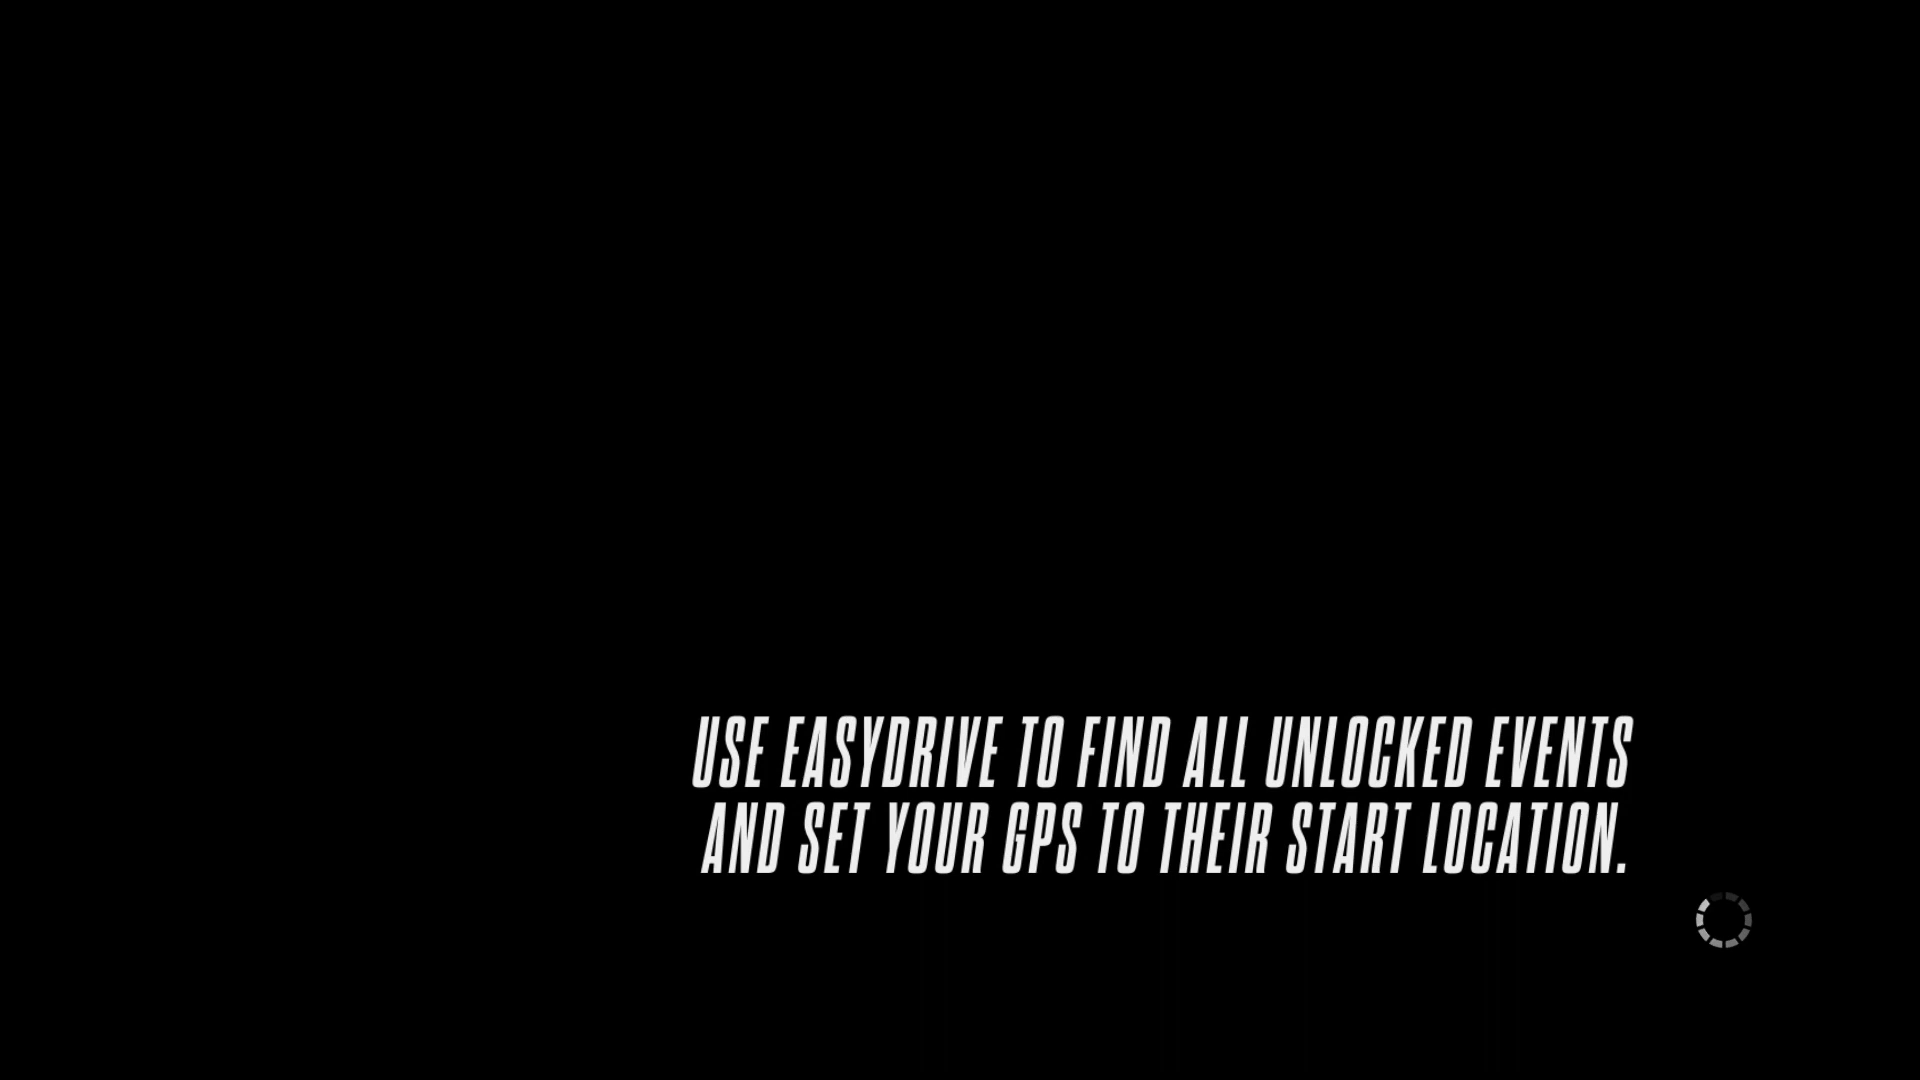 USE EASYDRIVE TO FIND ALL UNLOCKED EVENTS
AND SET YOUR GPS TO THEIR START LOCATION.